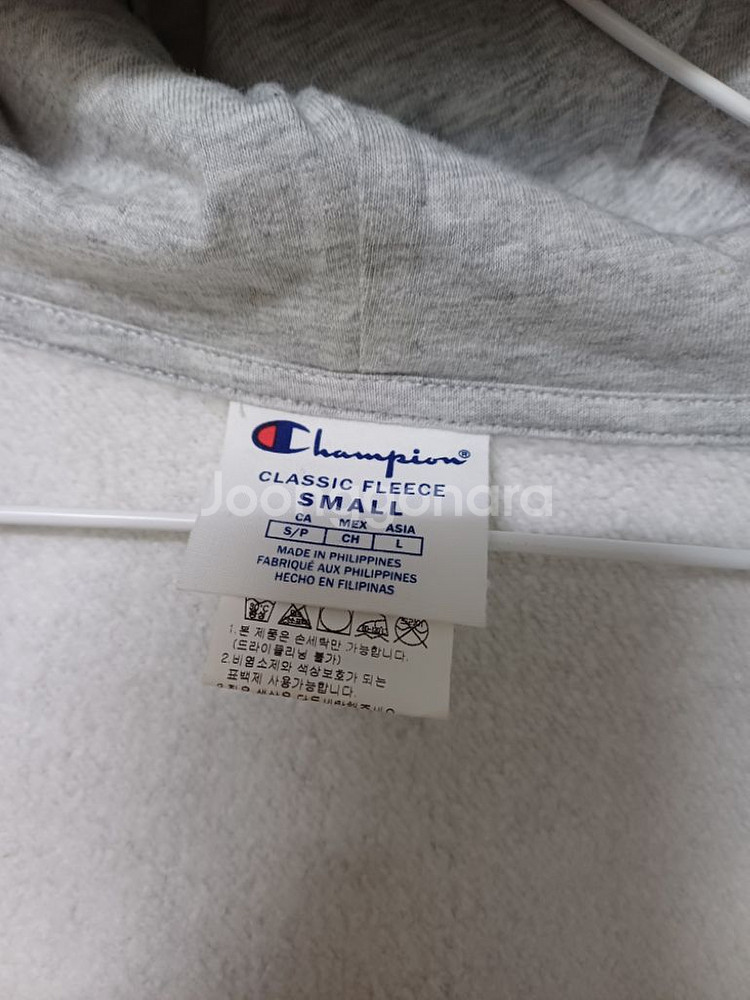 Champion®
CLASSIC FLEECE
SMALL
Joonggonara
CA MEX ASIA
S/P CH L
MADE IN PHILIPPINES
FABRIQUÉ AUX PHILIPPINES
HECHO EN FILIPINAS
1.본 제품은 손세탁만 가능합니다.
(드라이클리닝 불가)
2.비염소제와 색상보호가 되는
표백제 사용가능합니다.